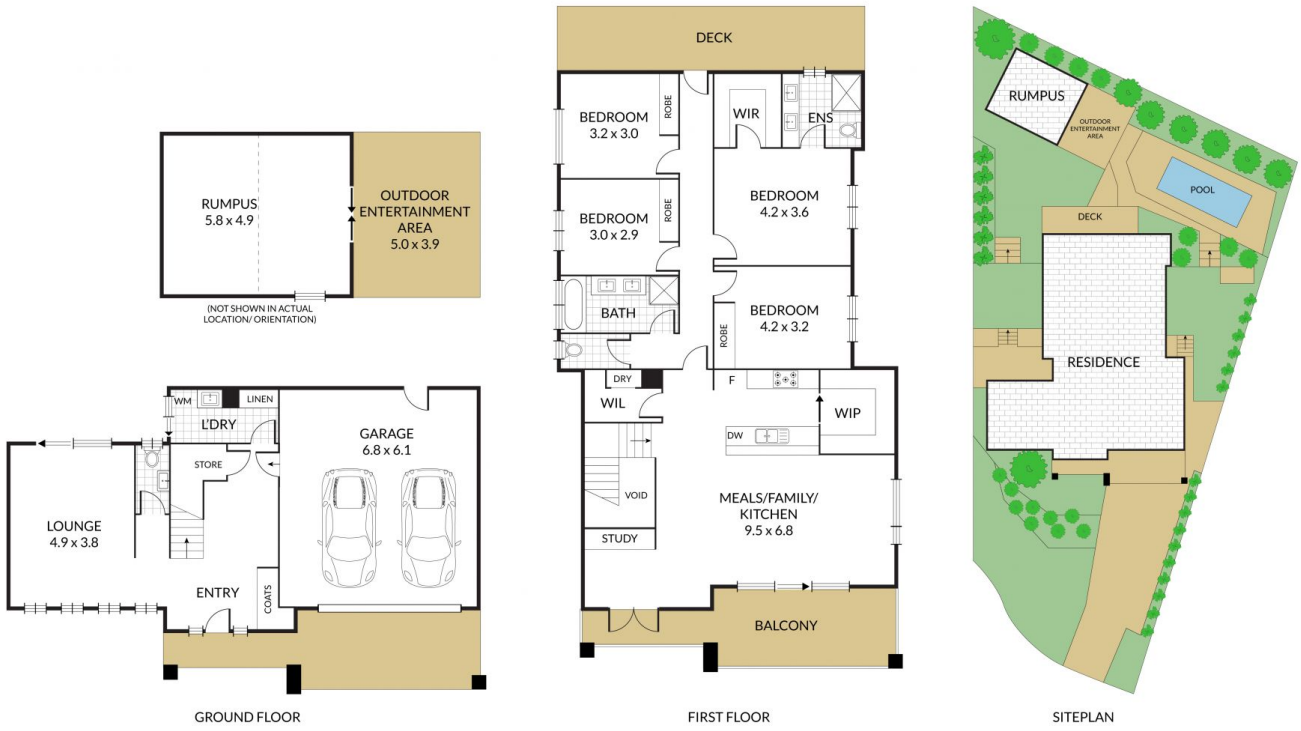 RUMPUS
5.8 x 4.9
OUTDOOR
ENTERTAINMENT
AREA
5.0 x 3.9
(NOT SHOWN IN ACTUAL
LOCATION/ ORIENTATION)
WM
LINEN
L'DRY
STORE
GARAGE
6.8 x 6.1
LOUNGE
4.9 x 3.8
ENTRY
COATS
GROUND FLOOR
DECK
BEDROOM
3.2 x 3.0
ROBE
WIR
ENS
BEDROOM
3.0 x 2.9
ROBE
BEDROOM
4.2 x 3.6
BATH
BEDROOM
4.2 x 3.2
ROBE
DRY
WIL
F
WIP
DW
VOID
STUDY
MEALS/FAMILY/
KITCHEN
9.5 x 6.8
BALCONY
FIRST FLOOR
RUMPUS
OUTDOOR
ENTERTAINMENT
AREA
POOL
DECK
RESIDENCE
SITEPLAN